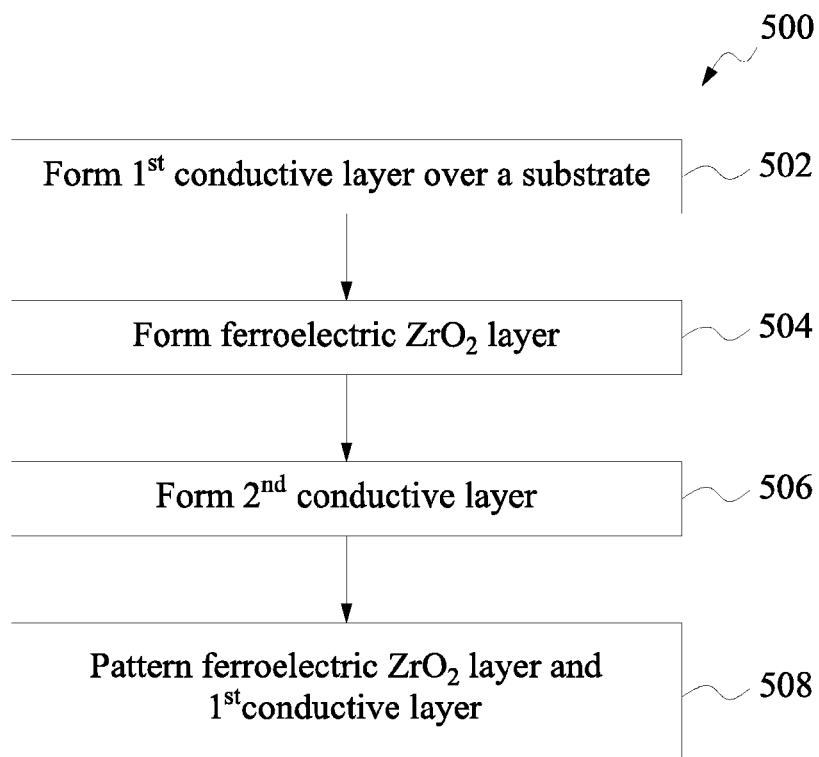 500
Form 1st conductive layer over a substrate
502
Form ferroelectric ZrO₂ layer
504
Form 2nd conductive layer
506
Pattern ferroelectric ZrO₂ layer and
1stconductive layer
508